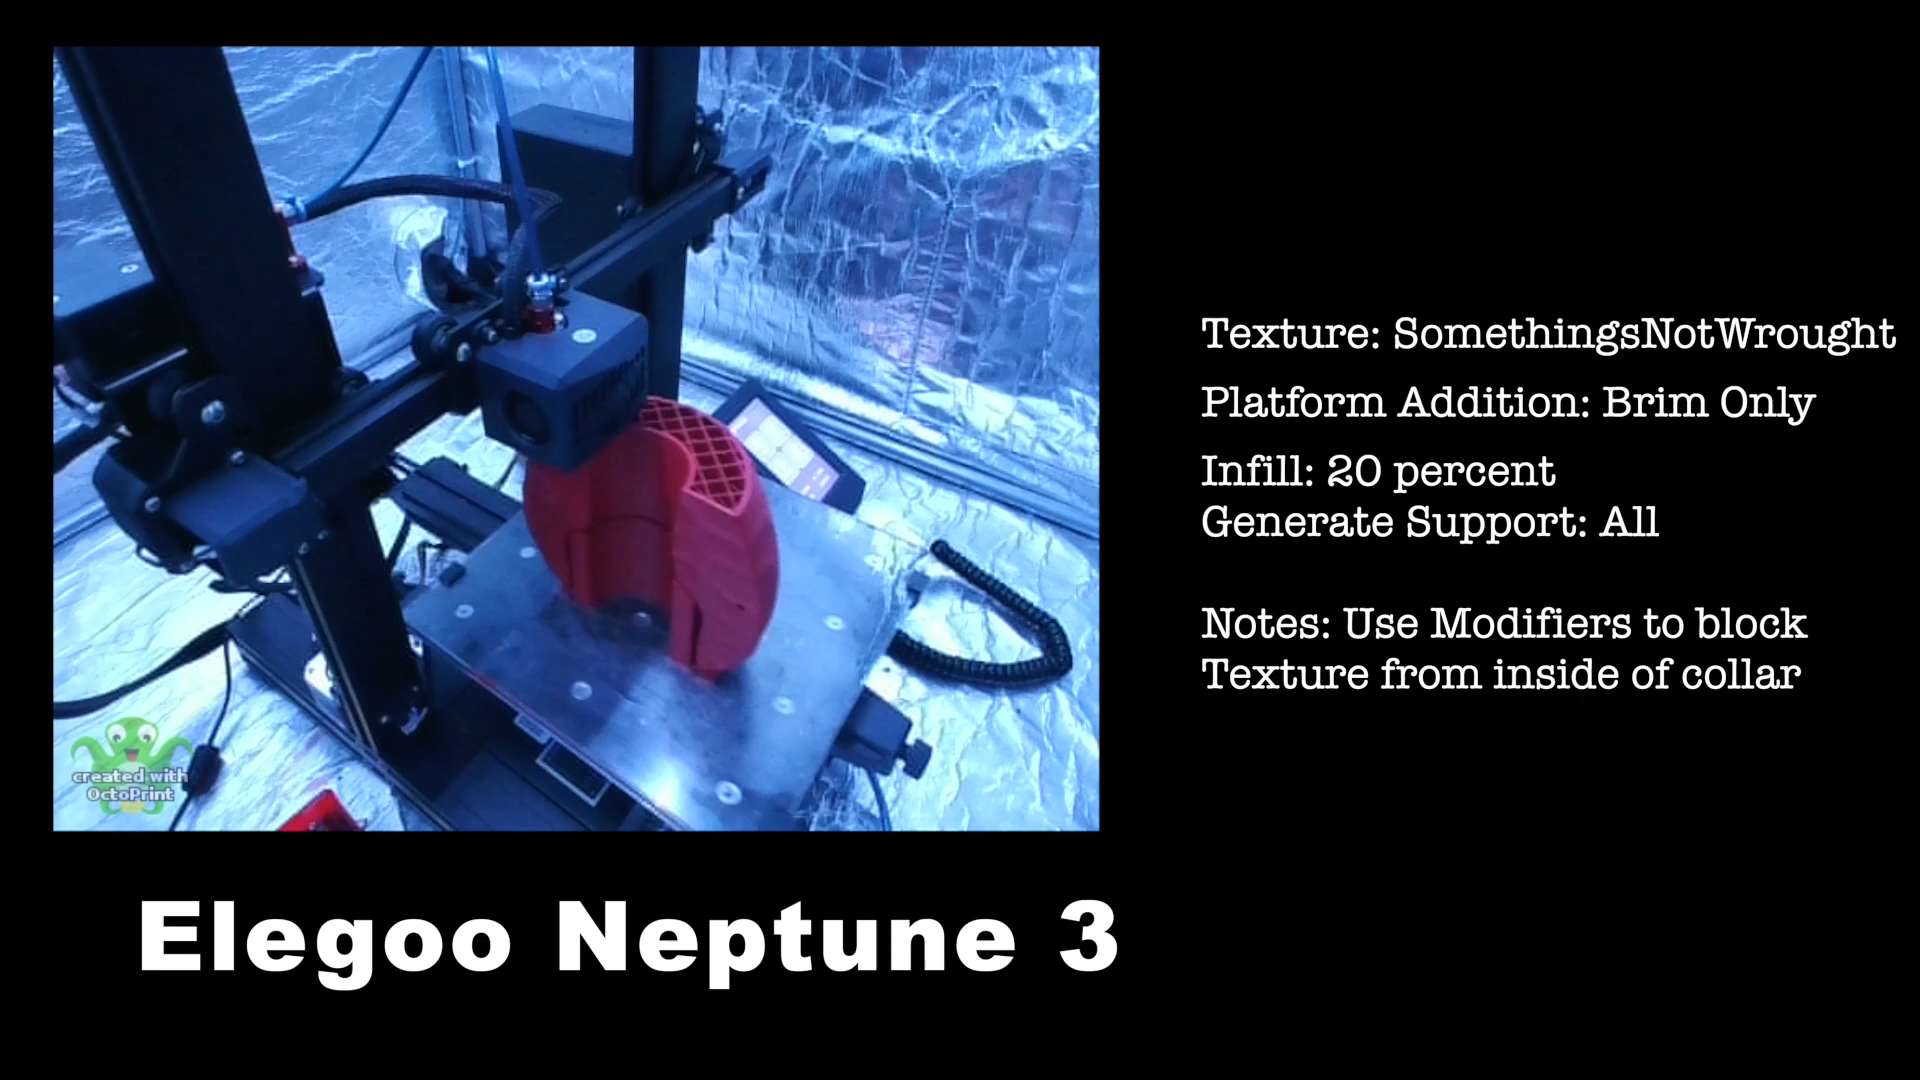 Texture: SomethingsNotWrought
Platform Addition: Brim Only
Infill: 20 percent
Generate Support: All
Notes: Use Modifiers to block
Texture from inside of collar
created with
OctoPrint
Elegoo Neptune 3